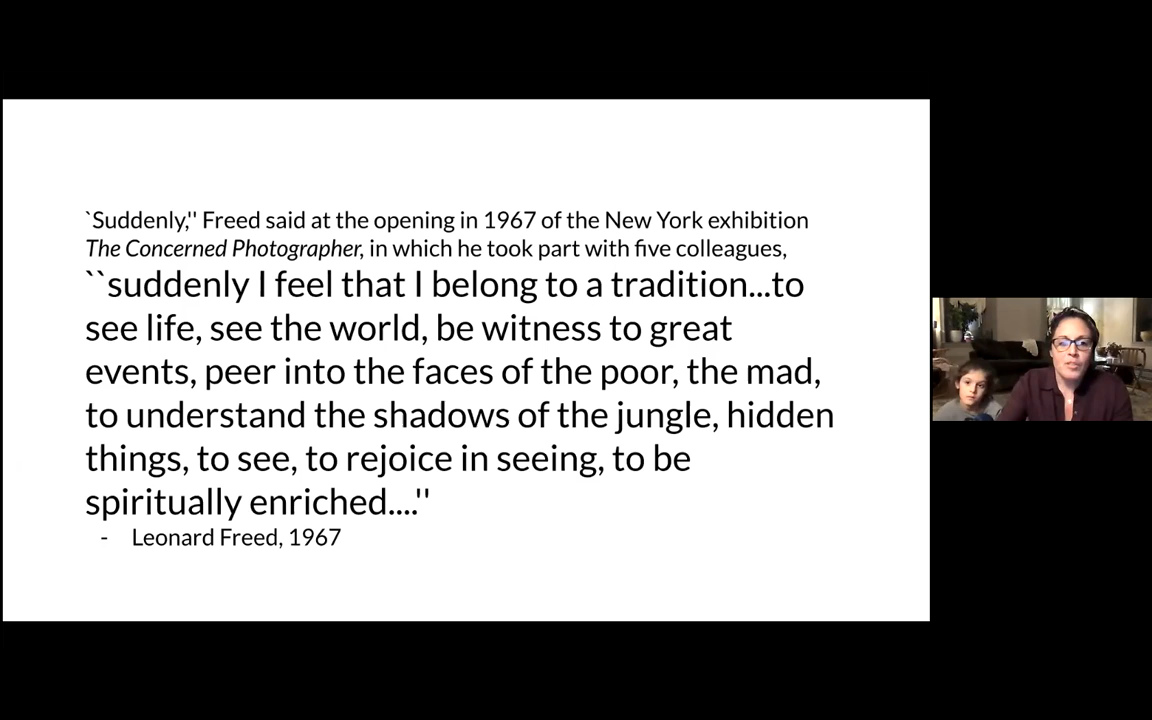 `Suddenly,'' Freed said at the opening in 1967 of the New York exhibition
The Concerned Photographer, in which he took part with five colleagues,
``suddenly I feel that I belong to a tradition...to
see life, see the world, be witness to great
events, peer into the faces of the poor, the mad,
to understand the shadows of the jungle, hidden
things, to see, to rejoice in seeing, to be
spiritually enriched....''
- Leonard Freed, 1967